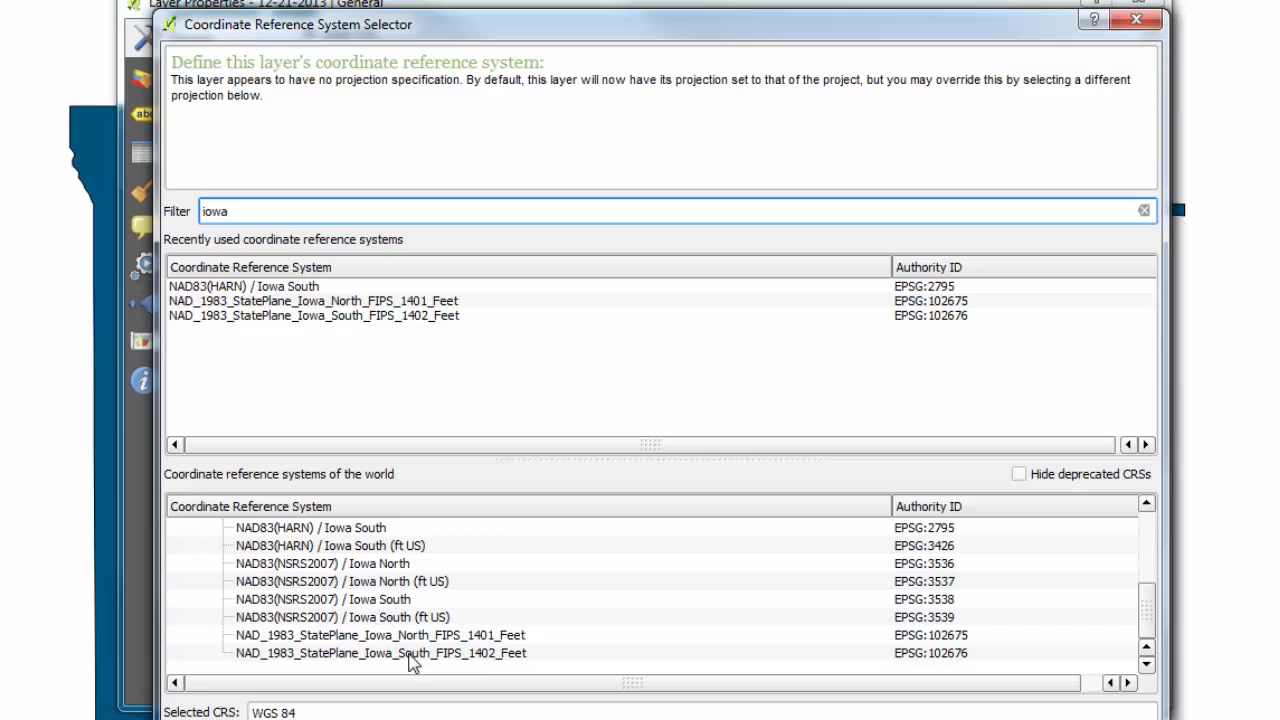 Layer Properties - 12-21-2013 | General
Coordinate Reference System Selector
Define this layer's coordinate reference system:
This layer appears to have no projection specification. By default, this layer will now have its projection set to that of the project, but you may override this by selecting a different
projection below.
abc
Filter iowa
Recently used coordinate reference systems
Coordinate Reference System Authority ID
NAD83(HARN) / Iowa South EPSG:2795
NAD_1983_StatePlane_Iowa_North_FIPS_1401_Feet EPSG:102675
NAD_1983_StatePlane_Iowa_South_FIPS_1402_Feet EPSG:102676
Coordinate reference systems of the world Hide deprecated CRSs
Coordinate Reference System Authority ID
NAD83(HARN) / Iowa South EPSG:2795
NAD83(HARN) / Iowa South (ft US) EPSG:3426
NAD83(NSRS2007) / Iowa North EPSG:3536
NAD83(NSRS2007) / Iowa North (ft US) EPSG:3537
NAD83(NSRS2007) / Iowa South EPSG:3538
NAD83(NSRS2007) / Iowa South (ft US) EPSG:3539
NAD_1983_StatePlane_Iowa_North_FIPS_1401_Feet EPSG:102675
NAD_1983_StatePlane_Iowa_South_FIPS_1402_Feet EPSG:102676
Selected CRS: WGS 84